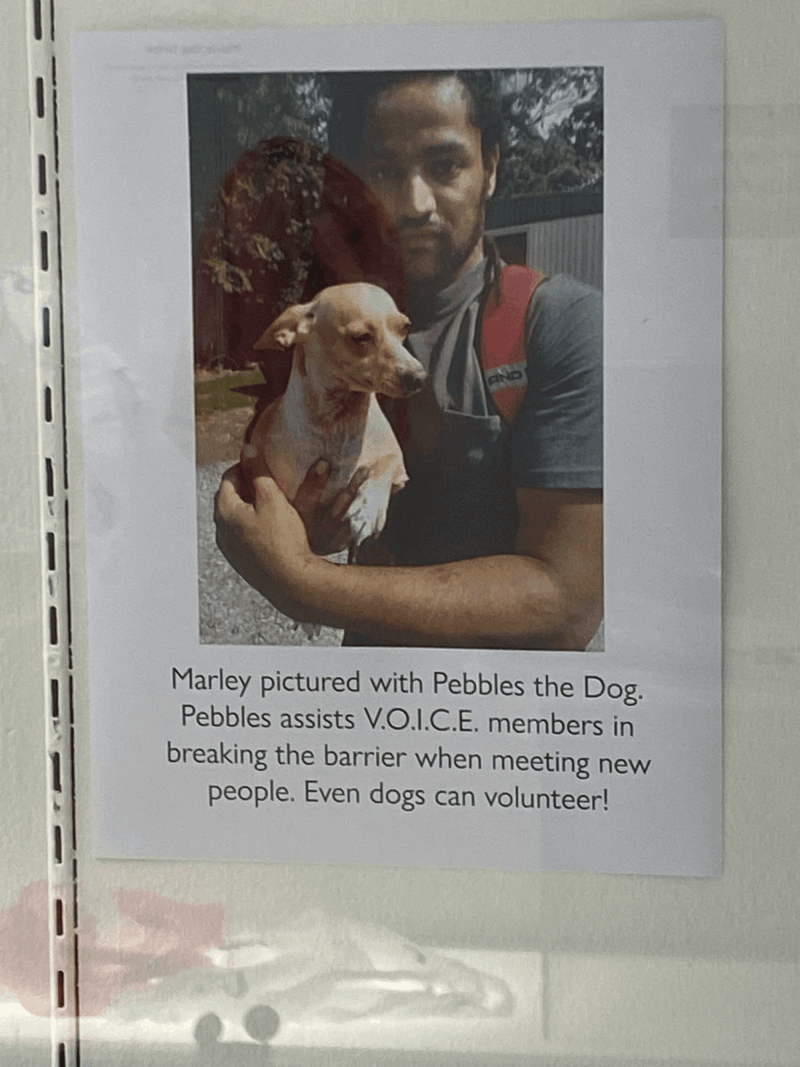 AND
Marley pictured with Pebbles the Dog.
Pebbles assists V.O.I.C.E. members in
breaking the barrier when meeting new
people. Even dogs can volunteer!